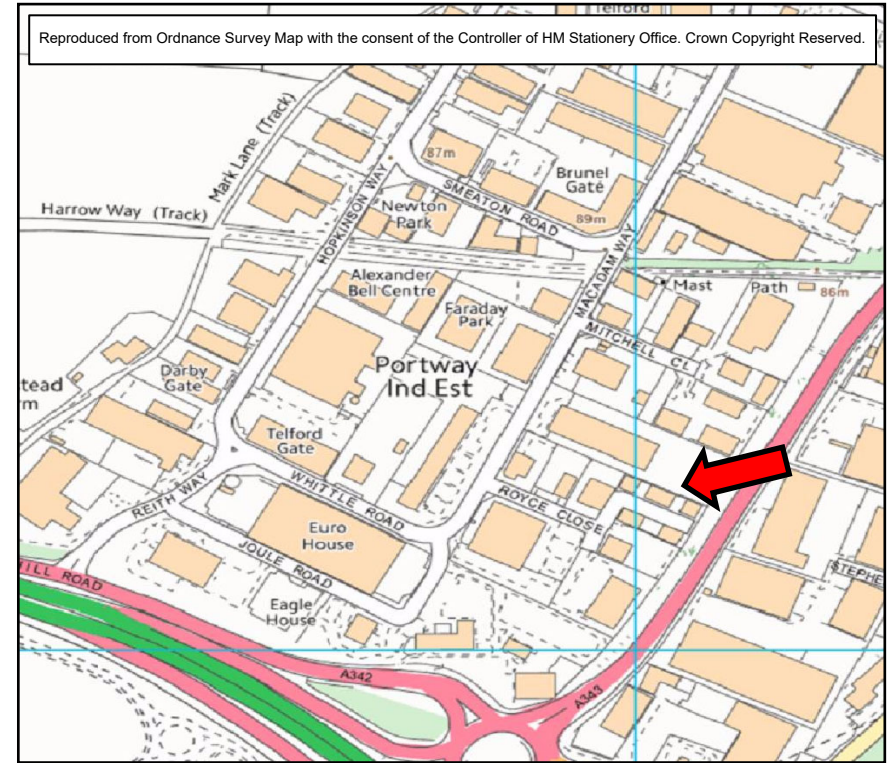 Telford
Reproduced from Ordnance Survey Map with the consent of the Controller of HM Stationery Office. Crown Copyright Reserved.
Mark Lane (Track)
87m
Brunel
Gate
SMEATON ROAD
Harrow Way (Track)
HOPKINSON WAY
Newton
Park
89m
MACADAM WAY
Alexander
Bell Centre
Mast
Path
86m
Faraday
Park
MITCHELL CL
Portway
Ind Est
Darby
Gate
tead
rm
Telford
Gate
WHITTLE ROAD
ROYCE CLOSE
REITH WAY
Euro
House
JOULE ROAD
STEPHE
ILL ROAD
Eagle
House
A342
A343